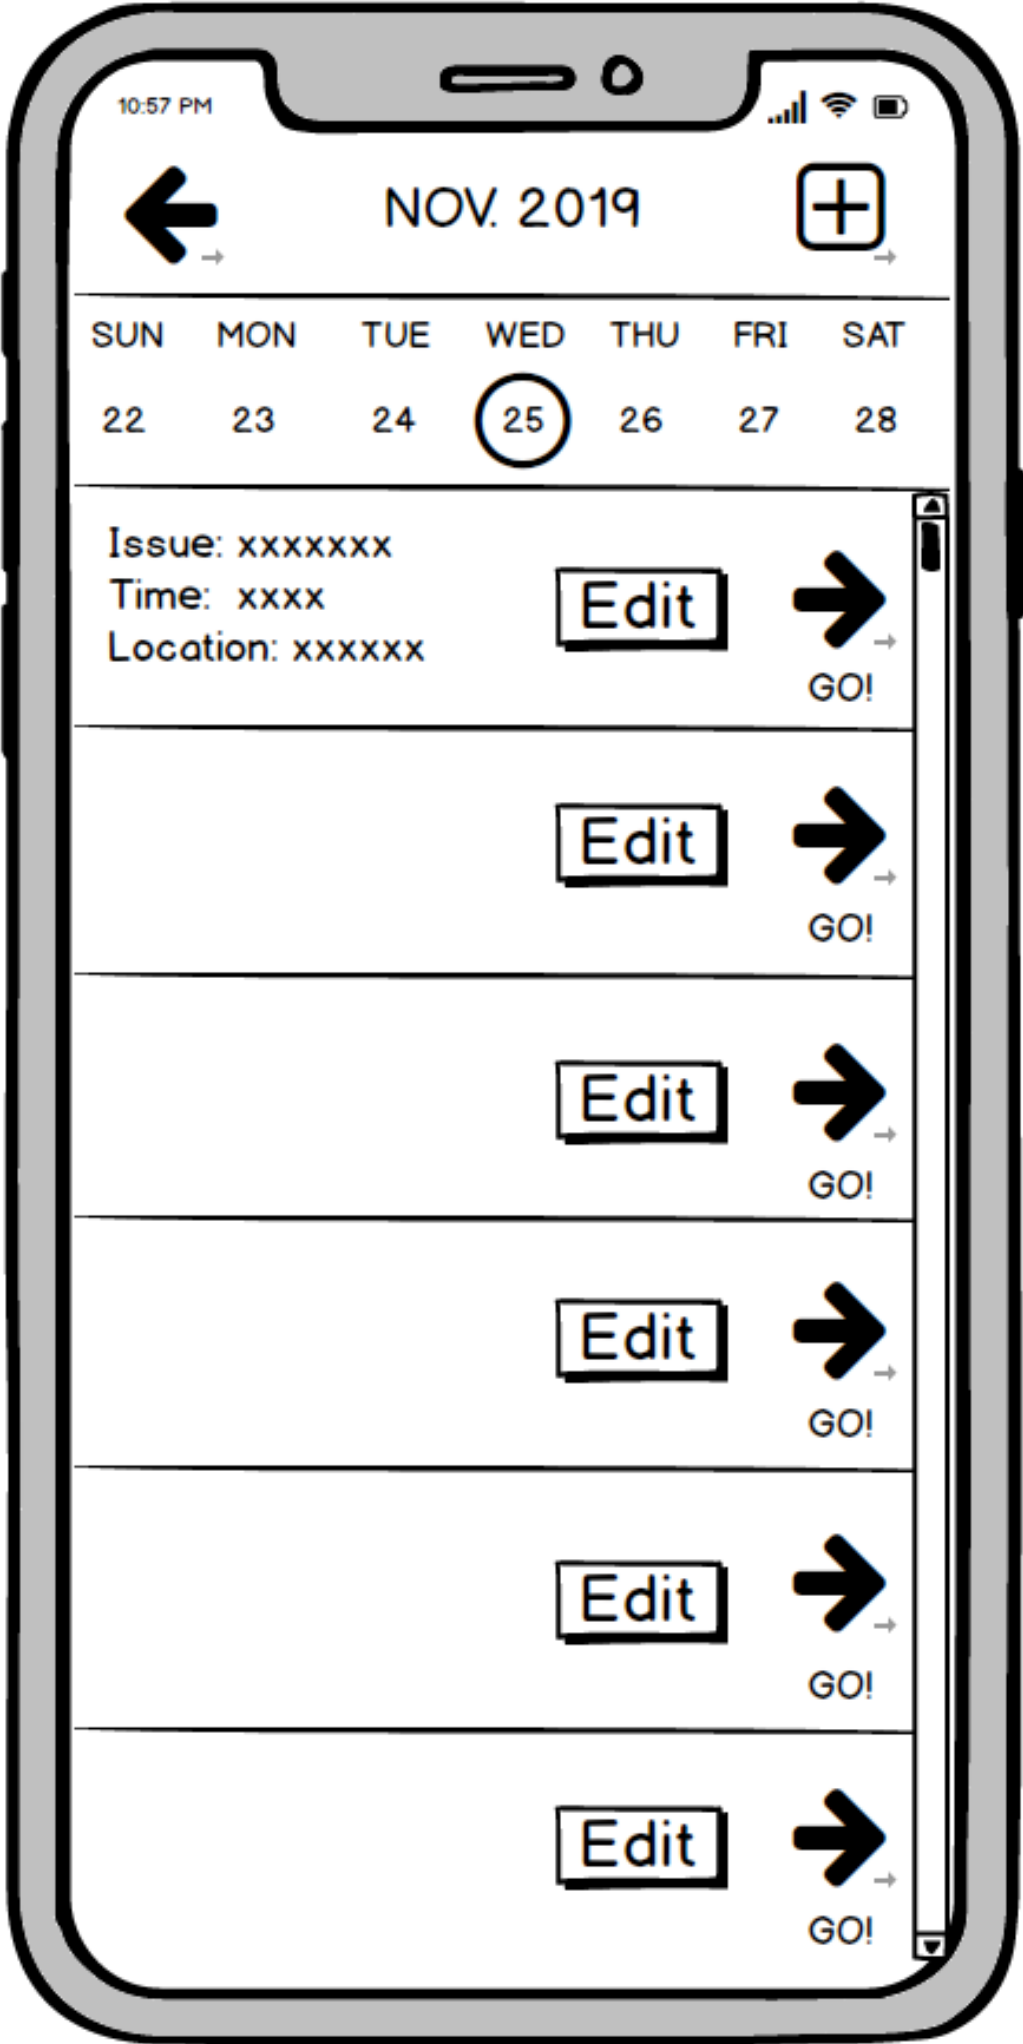 10:57 PM
NOV. 2019
SUN MON TUE WED THU FRI SAT
22 23 24 25 26 27 28
Issue: xxxxxxx
Time: xxxx
Location: xxxxxx
Edit
GO!
Edit
GO!
Edit
GO!
Edit
GO!
Edit
GO!
Edit
GO!